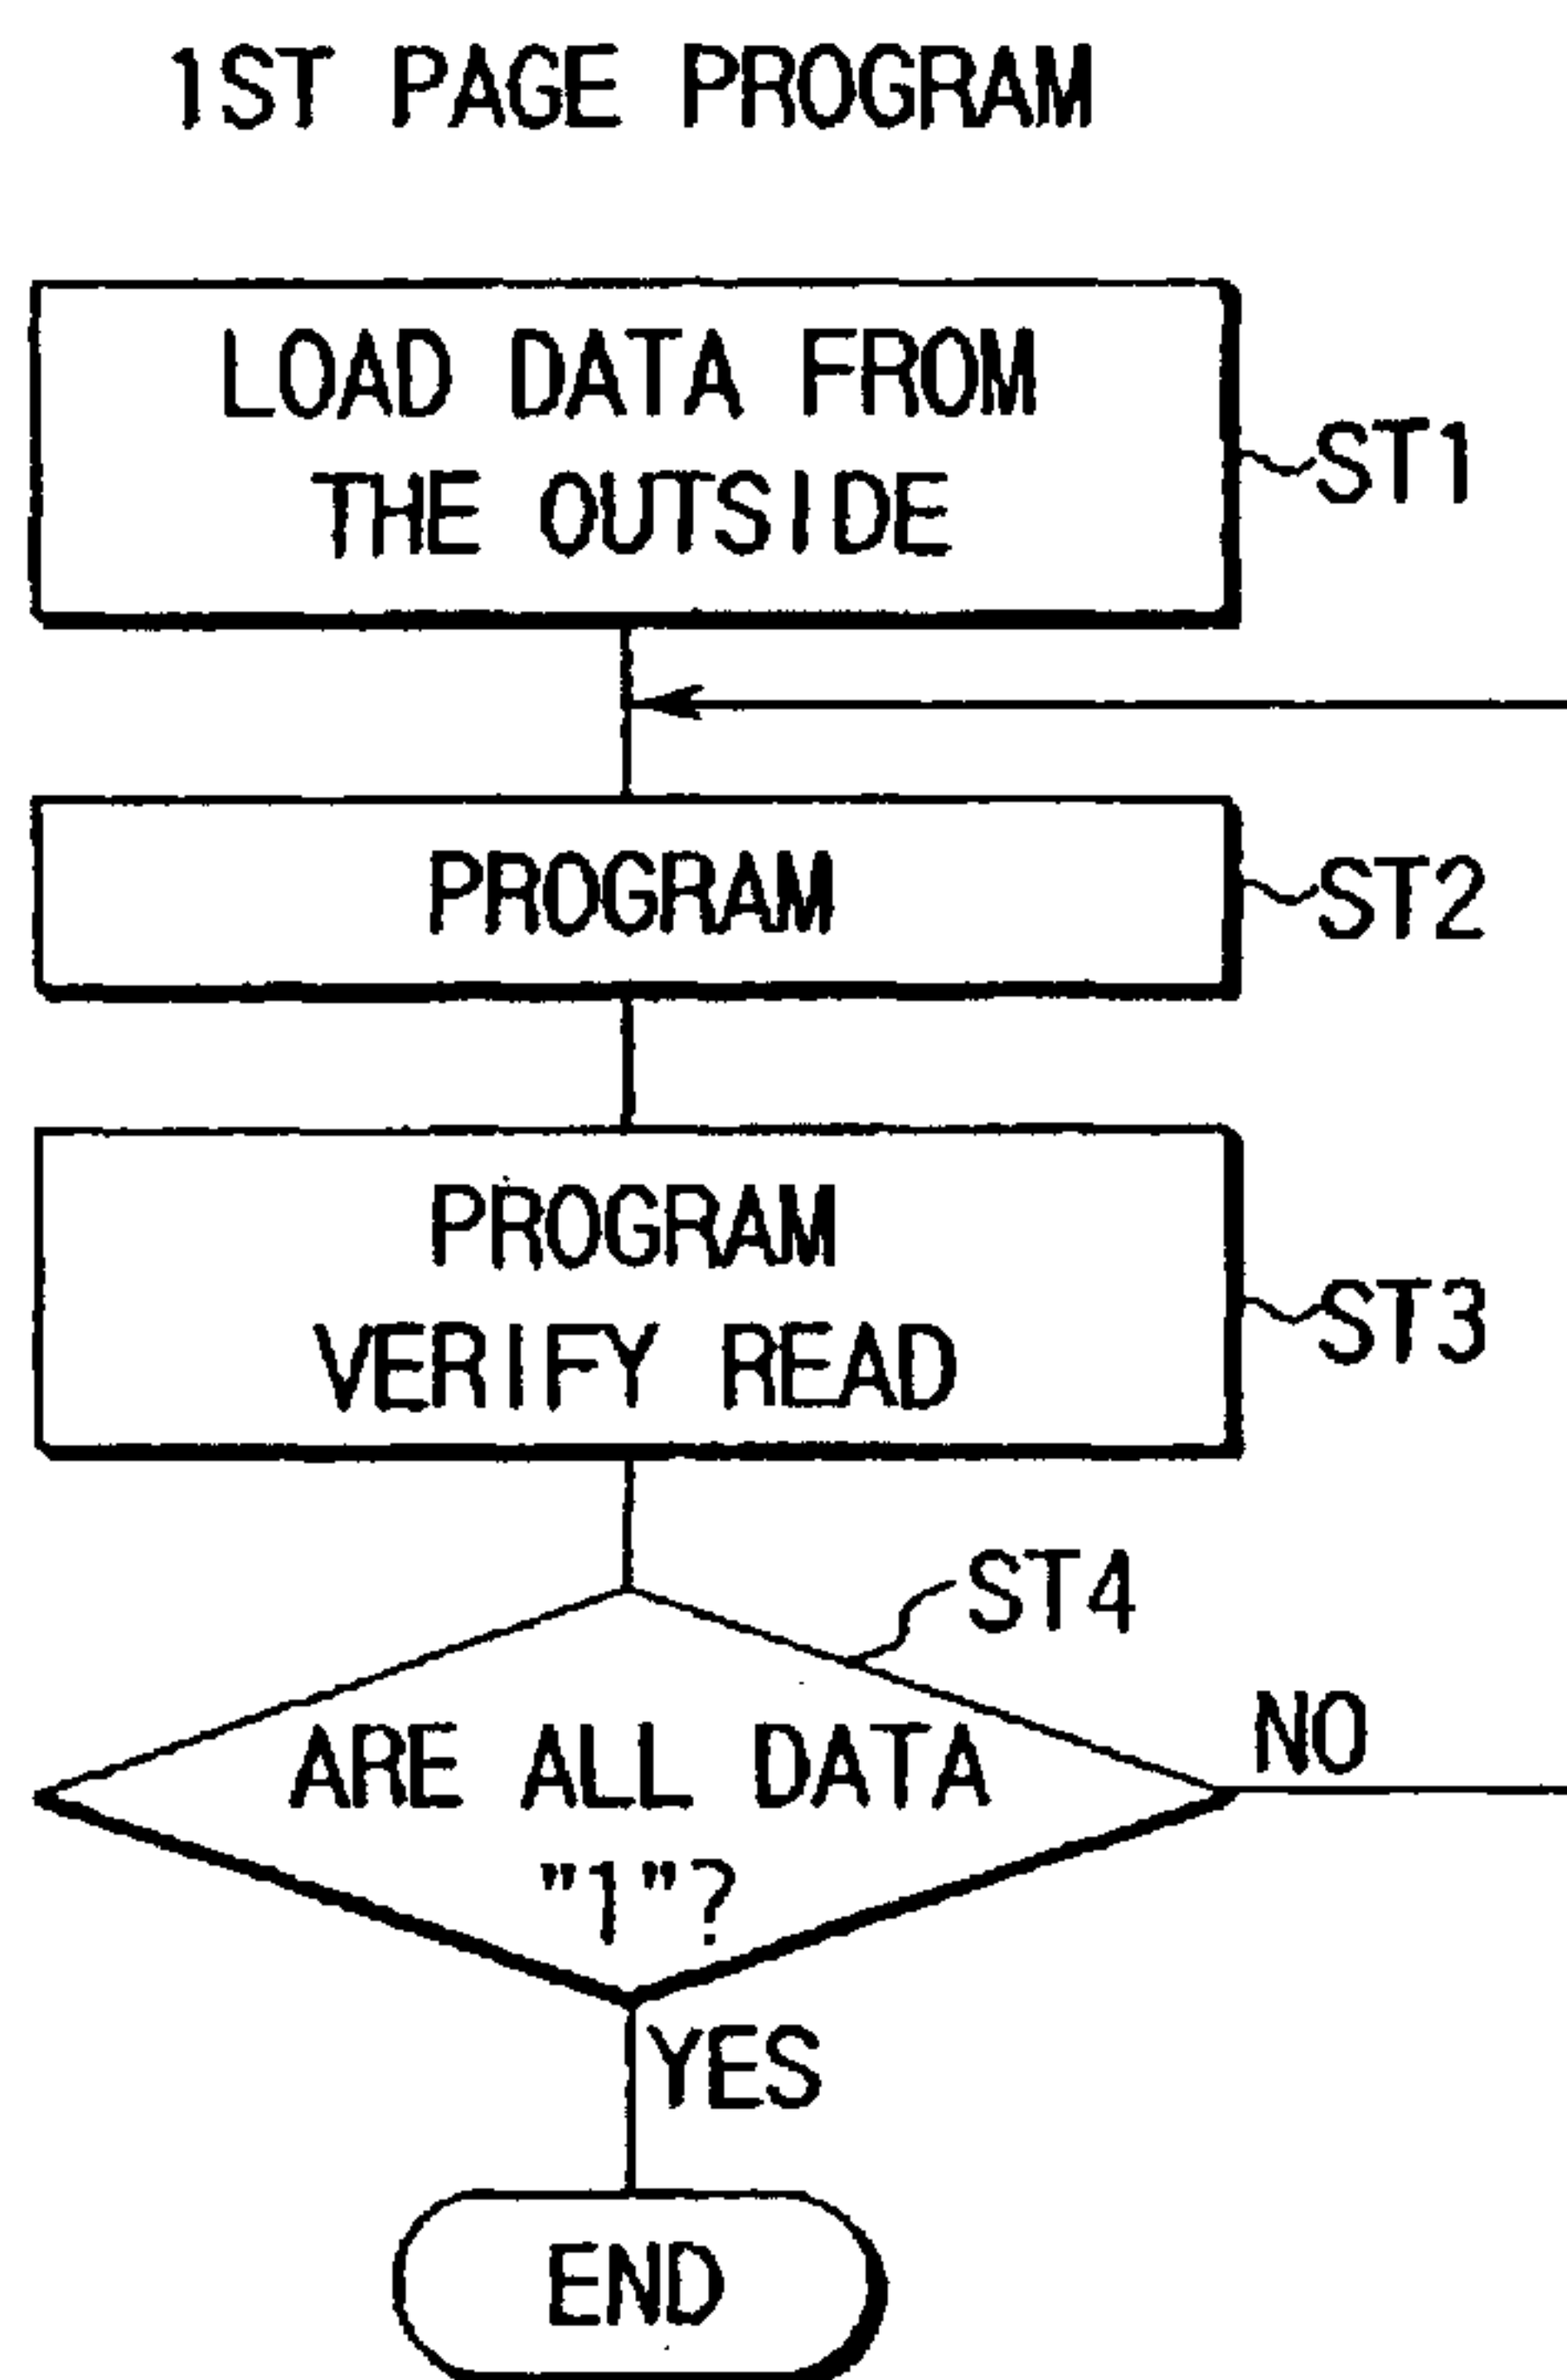 1ST PAGE PROGRAM
LOAD DATA FROM
THE OUTSIDE
ST1
PROGRAM
ST2
PROGRAM
VERIFY READ
ST3
ST4
ARE ALL DATA
"1"?
NO
YES
END